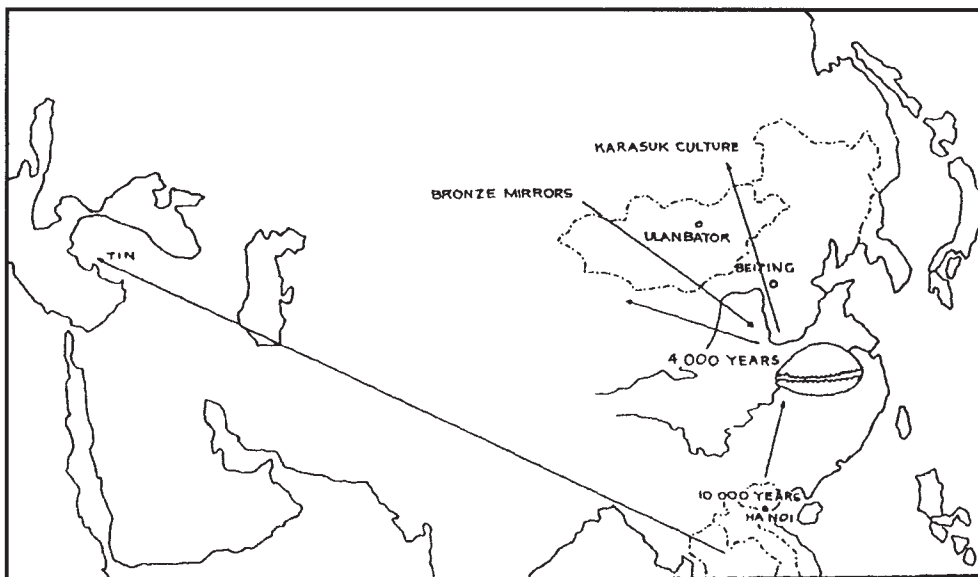 KARASUK CULTURE
BRONZE MIRRORS
ULANBATOR
TIN
BEIJING
4 000 YEARS
10 000 YEARS
HANOI